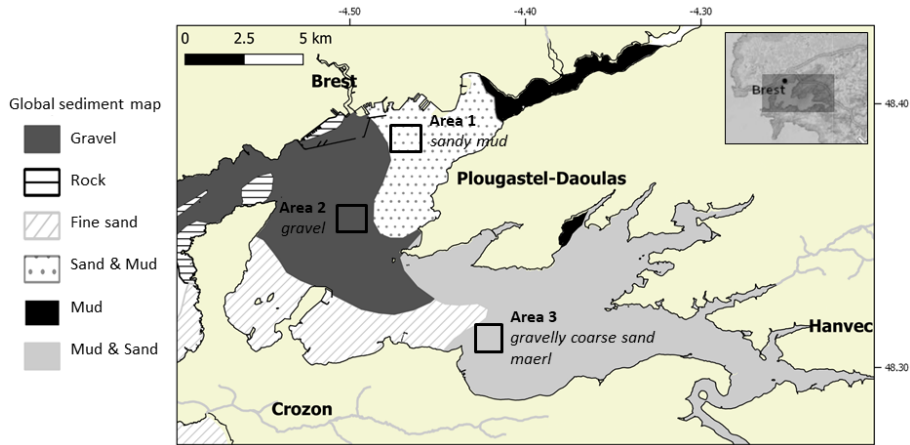 -4.50 -4.40 -4.30
0 2.5 5 km
Brest
Brest
Global sediment map
Gravel
Rock
Fine sand
Sand & Mud
Mud
Mud & Sand
Area 1
sandy mud
48.40
Plougastel-Daoulas
Area 2
gravel
Area 3
gravelly coarse sand
maerl
Hanvec
48.30
Crozon